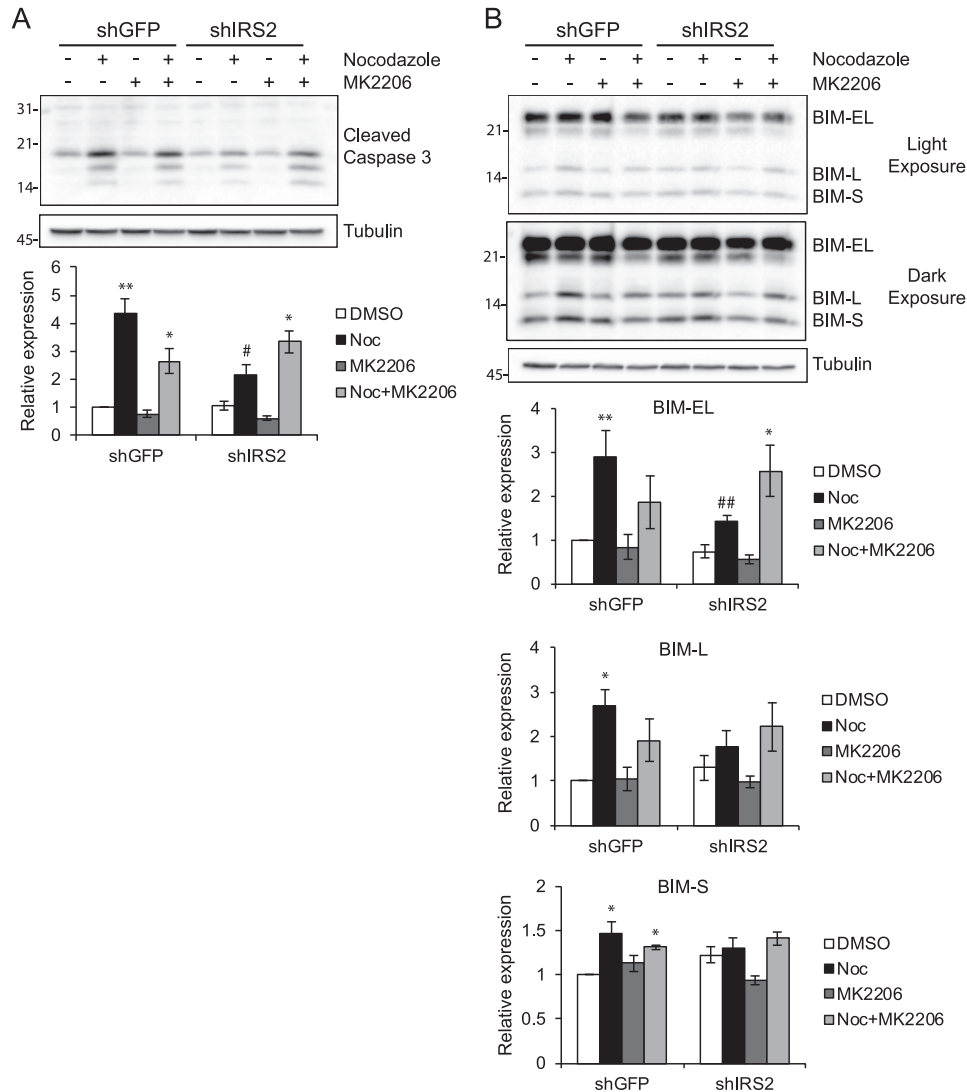 A
shGFP shIRS2
- + - + - + - + Nocodazole
- - + + - - + + MK2206
31-
21-
14-
Cleaved
Caspase 3
45-
Tubulin
Relative expression
6
5
4
3
2
1
0
**
*
#
*
shGFP shIRS2
DMSO
Noc
MK2206
Noc+MK2206
B
shGFP shIRS2
- + - + - + - + Nocodazole
- - + + - - + + MK2206
BIM-EL
21-
Light
Exposure
14-
BIM-L
BIM-S
BIM-EL
21-
Dark
Exposure
BIM-L
14-
BIM-S
45-
Tubulin
BIM-EL
Relative expression
4
3
2
1
0
**
##
*
shGFP shIRS2
DMSO
Noc
MK2206
Noc+MK2206
BIM-L
Relative expression
4
3
2
1
0
*
shGFP shIRS2
DMSO
Noc
MK2206
Noc+MK2206
BIM-S
Relative expression
2
1.5
1
0.5
0
*
*
shGFP shIRS2
DMSO
Noc
MK2206
Noc+MK2206